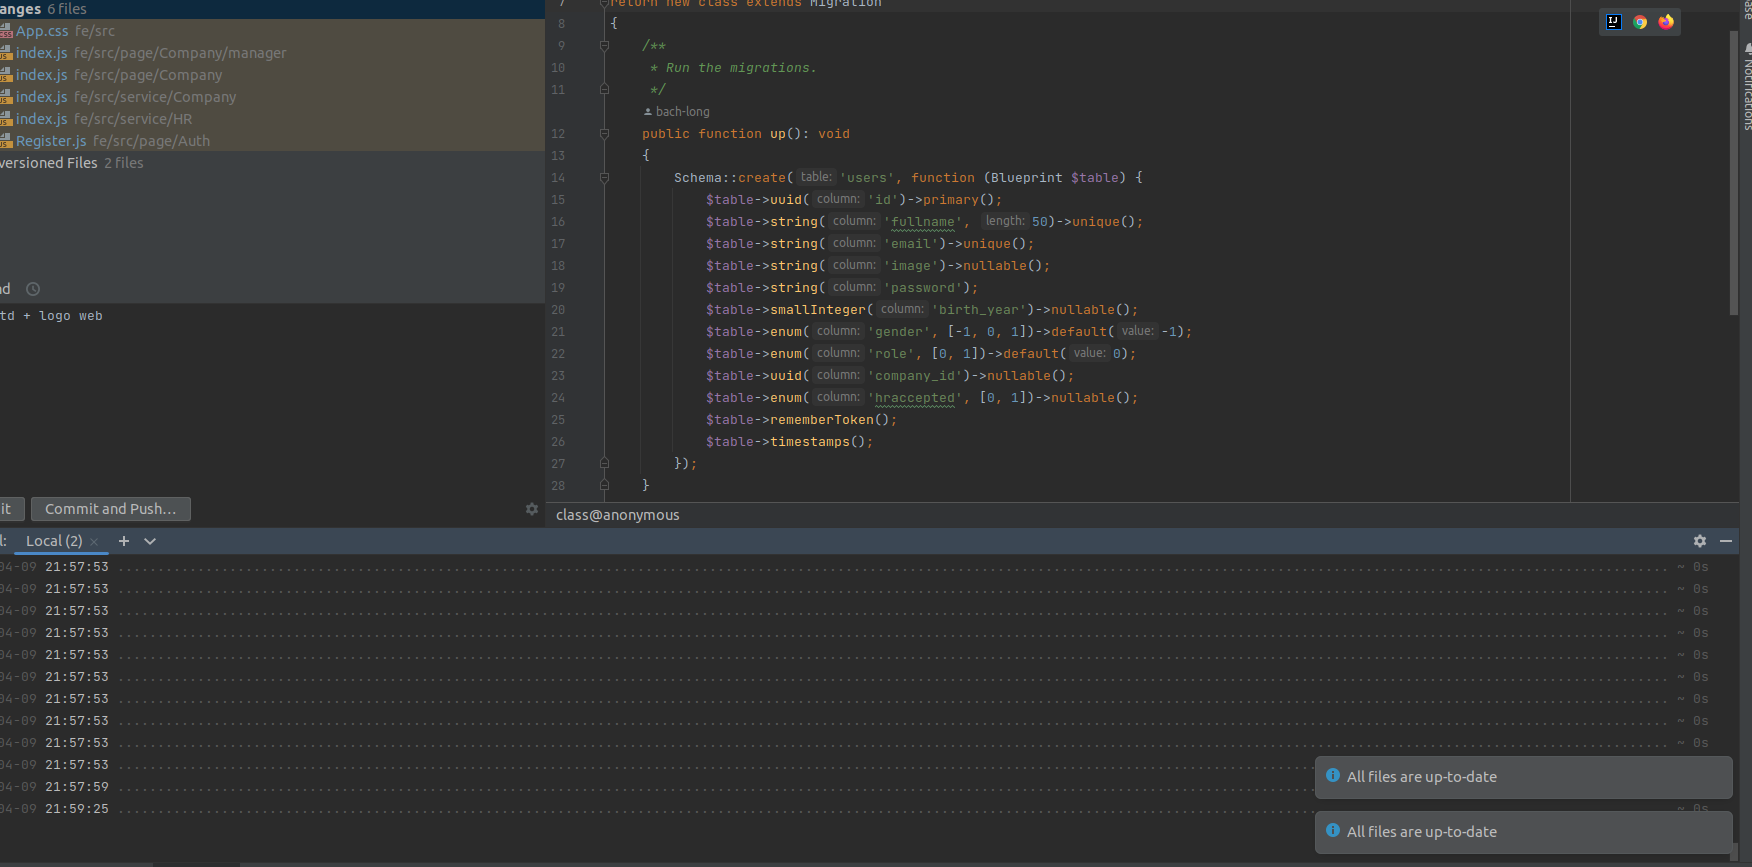 anges 6 files
App.css fe/src
index.js fe/src/page/Company/manager
index.js fe/src/page/Company
index.js fe/src/service/Company
index.js fe/src/service/HR
Register.js fe/src/page/Auth
versioned Files 2 files
nd
td + logo web
it Commit and Push...
7 return new class extends Migration
8 {
9 /**
10 * Run the migrations.
11 */
bach-long
12 public function up(): void
13 {
14 Schema::create( table: 'users', function (Blueprint $table) {
15 $table->uuid( column: 'id')->primary();
16 $table->string( column: 'fullname', length: 50)->unique();
17 $table->string( column: 'email')->unique();
18 $table->string( column: 'image')->nullable();
19 $table->string( column: 'password');
20 $table->smallInteger( column: 'birth_year')->nullable();
21 $table->enum( column: 'gender', [-1, 0, 1])->default( value: -1);
22 $table->enum( column: 'role', [0, 1])->default( value: 0);
23 $table->uuid( column: 'company_id')->nullable();
24 $table->enum( column: 'hraccepted', [0, 1])->nullable();
25 $table->rememberToken();
26 $table->timestamps();
27 });
28 }
class@anonymous
IJ
ase
Notifications
l: Local (2) × +
04-09 21:57:53 ~ 0s
04-09 21:57:53 ~ 0s
04-09 21:57:53 ~ 0s
04-09 21:57:53 ~ 0s
04-09 21:57:53 ~ 0s
04-09 21:57:53 ~ 0s
04-09 21:57:53 ~ 0s
04-09 21:57:53 ~ 0s
04-09 21:57:53 ~ 0s
04-09 21:57:53
04-09 21:57:59
04-09 21:59:25 ~ 0s
All files are up-to-date
All files are up-to-date